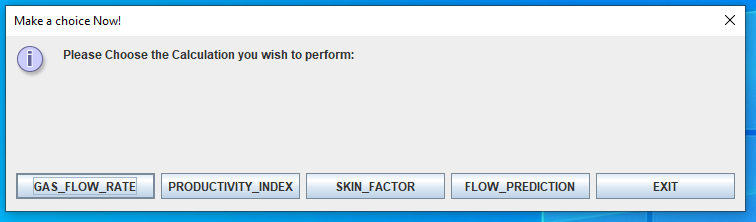 Make a choice Now!
Please Choose the Calculation you wish to perform:
GAS_FLOW_RATE PRODUCTIVITY_INDEX SKIN_FACTOR FLOW_PREDICTION EXIT